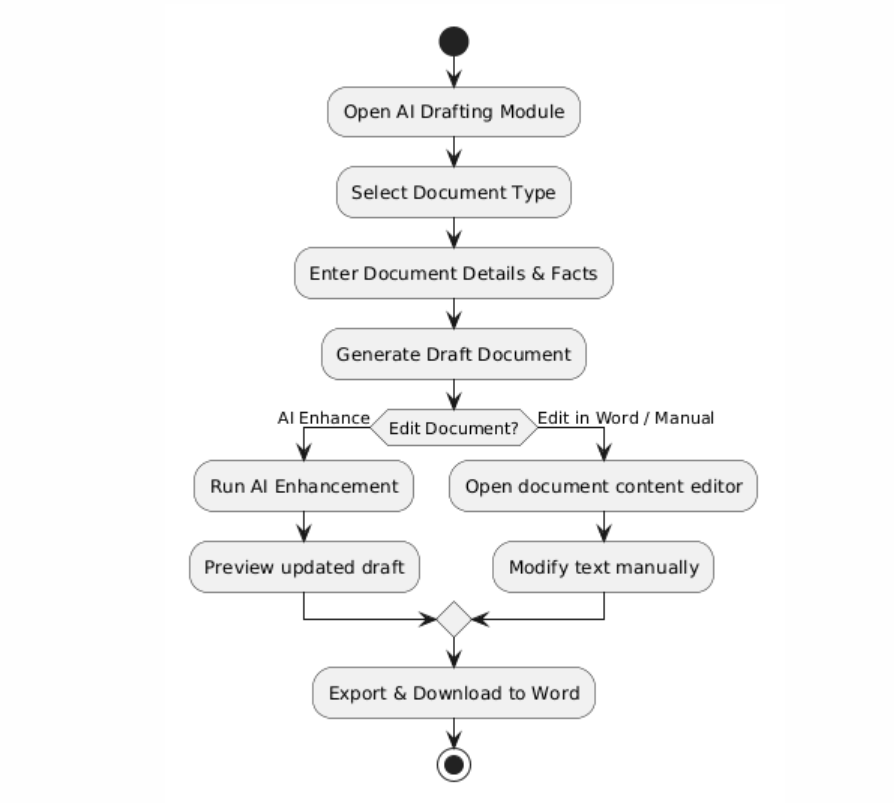 Open AI Drafting Module
Select Document Type
Enter Document Details & Facts
Generate Draft Document
AI Enhance
Edit Document?
Edit in Word / Manual
Run AI Enhancement
Open document content editor
Preview updated draft
Modify text manually
Export & Download to Word